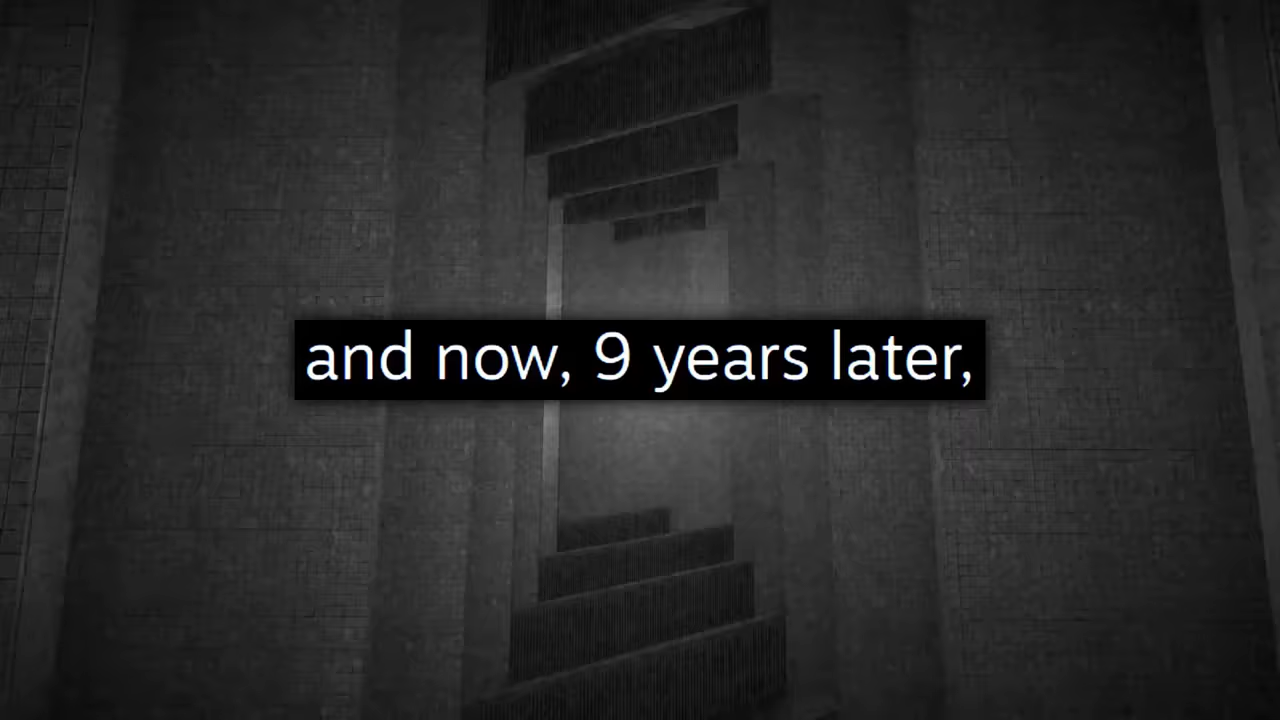 and now, 9 years later,